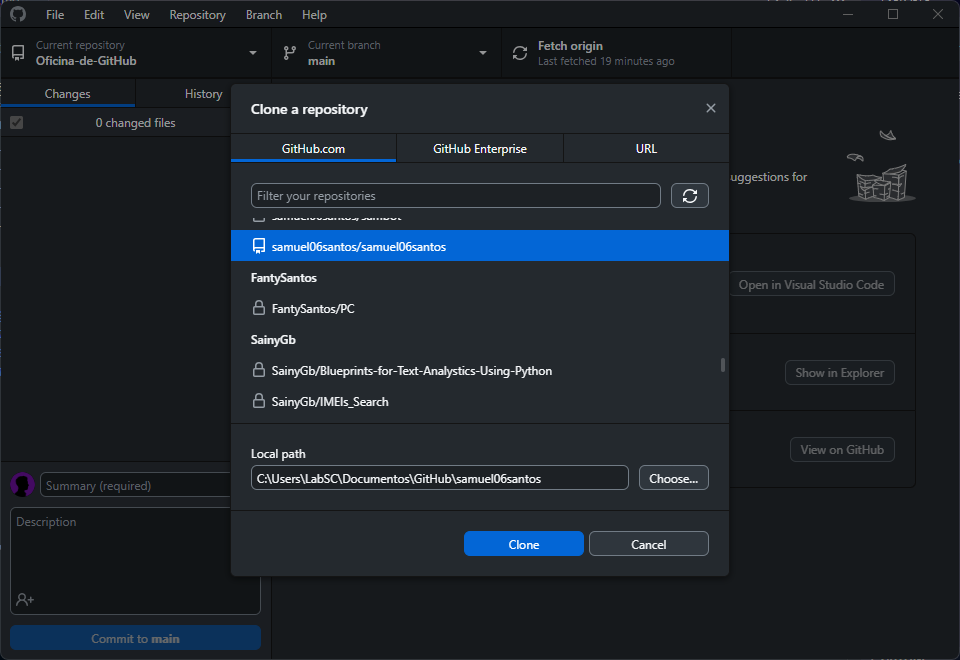 File Edit View Repository Branch Help
Current repository
Oficina-de-GitHub
Current branch
main
Fetch origin
Last fetched 19 minutes ago
Changes
History
0 changed files
Clone a repository
GitHub.com
GitHub Enterprise
URL
Filter your repositories
samuel06santos/sambot
samuel06santos/samuel06santos
FantySantos
FantySantos/PC
SainyGb
SainyGb/Blueprints-for-Text-Analystics-Using-Python
SainyGb/IMEIs_Search
Local path
C:\Users\LabSC\Documentos\GitHub\samuel06santos
Choose...
Clone
Cancel
uggestions for
Open in Visual Studio Code
Show in Explorer
View on GitHub
Summary (required)
Description
Commit to main